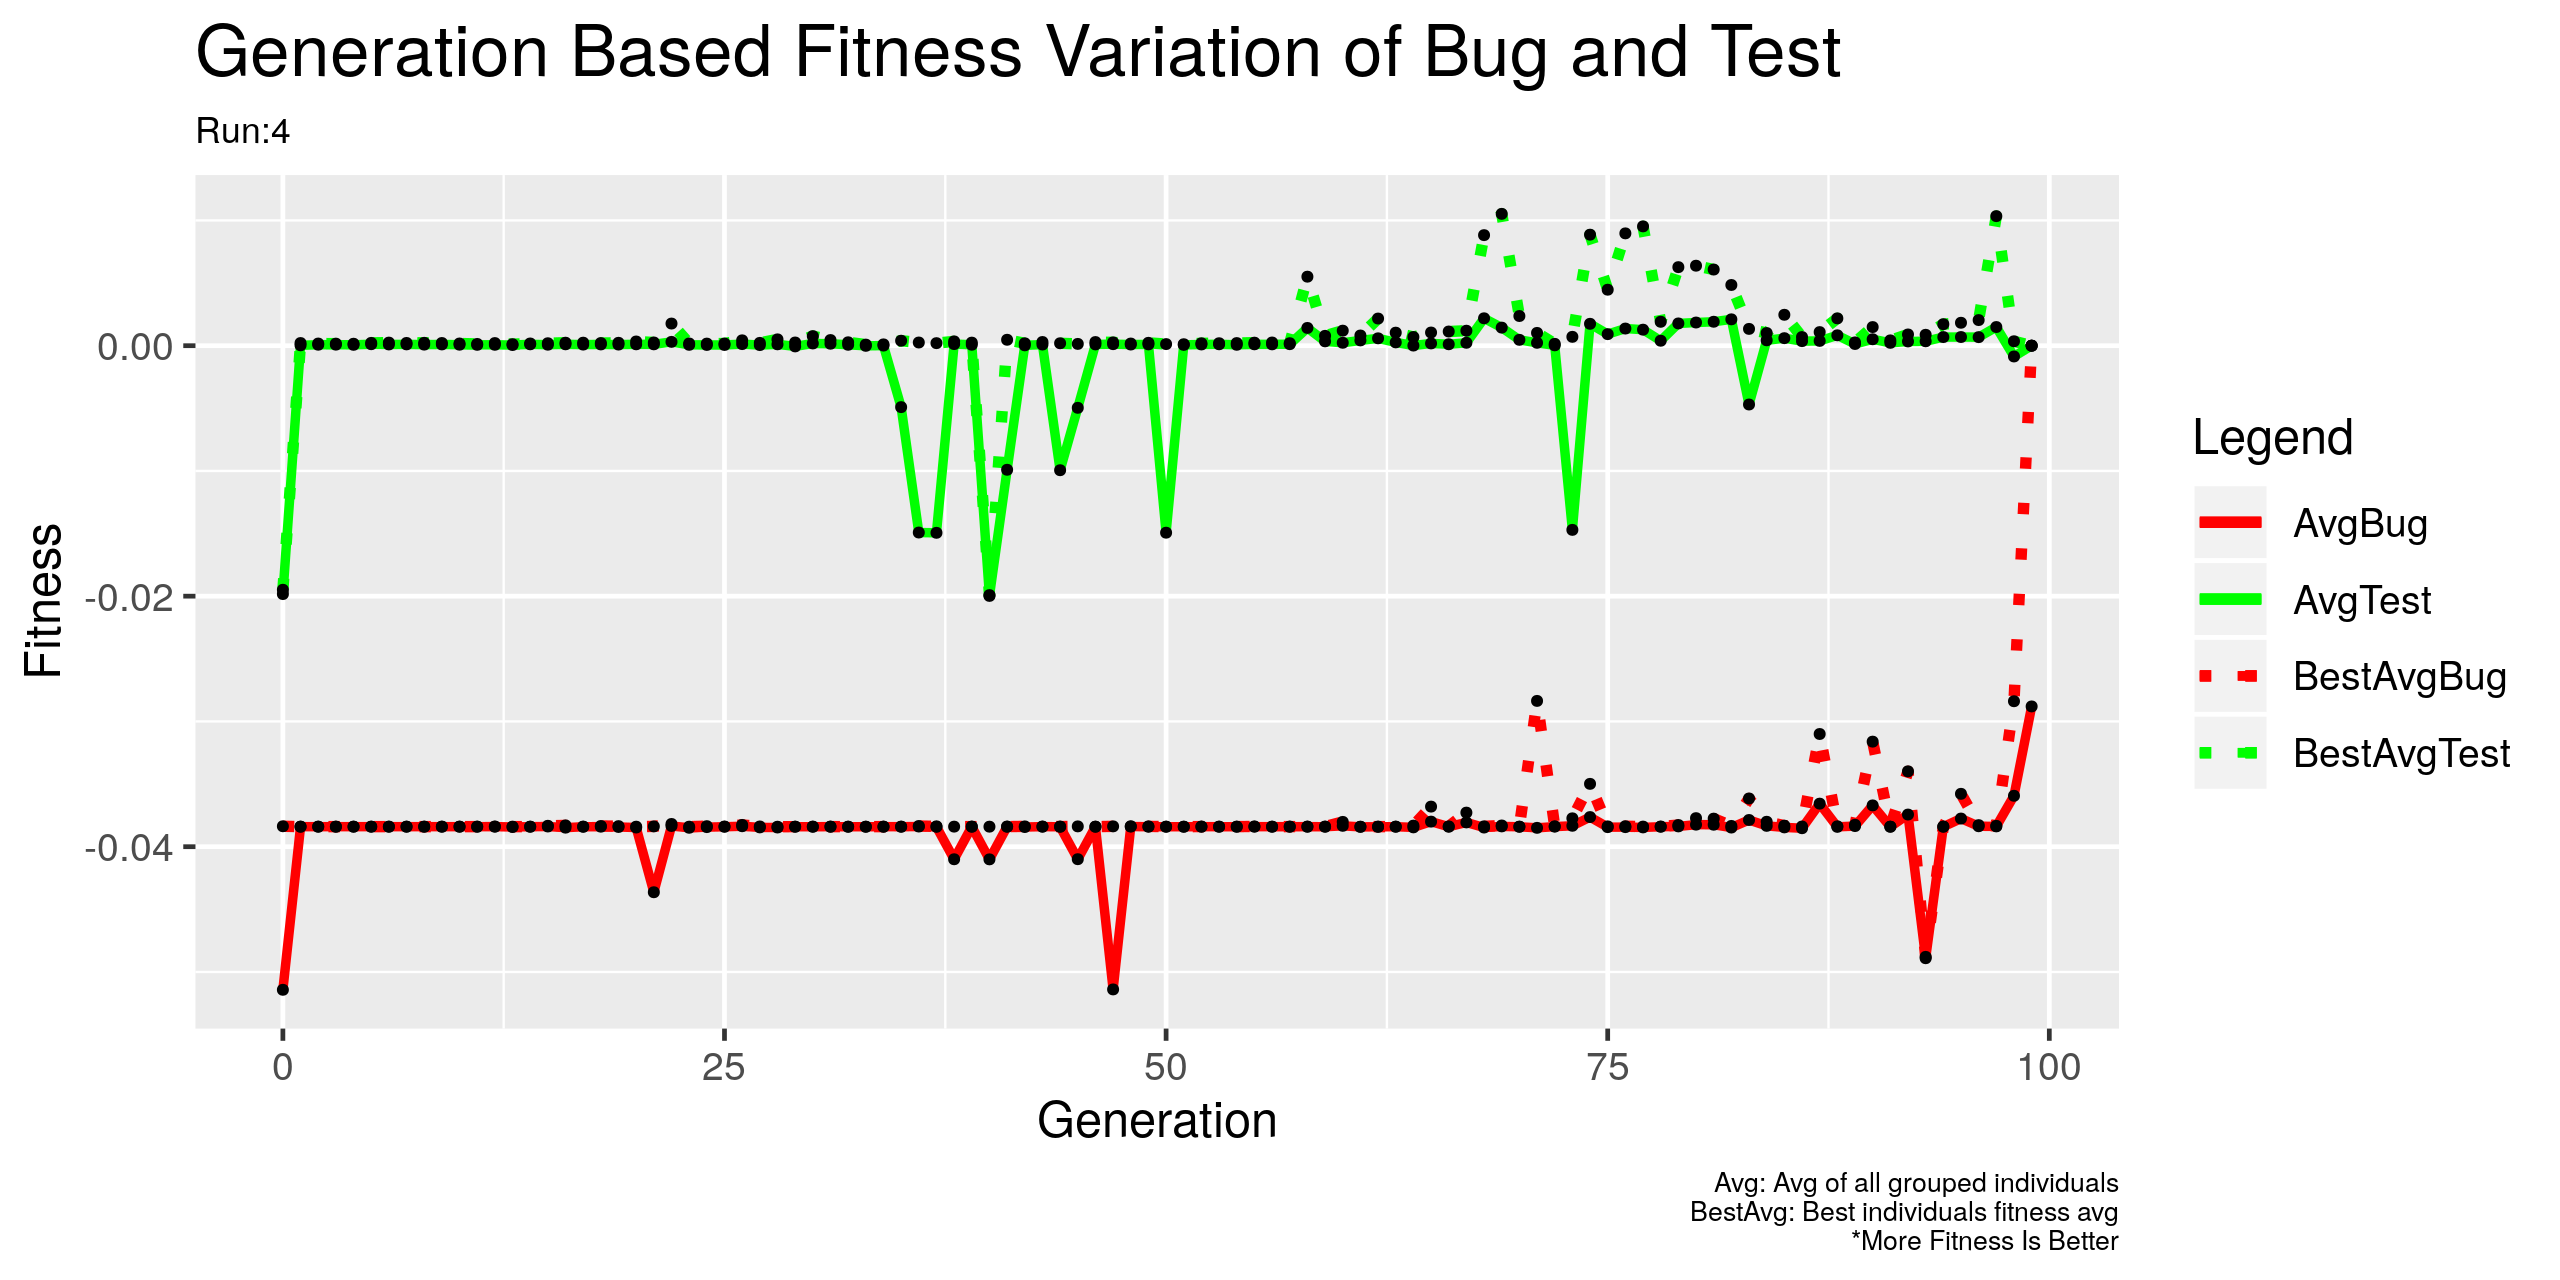 Generation Based Fitness Variation of Bug and Test
Run:4
Fitness
0.00
-0.02
-0.04
0
25
50
75
100
Generation
Legend
AvgBug
AvgTest
BestAvgBug
BestAvgTest
Avg: Avg of all grouped individuals
BestAvg: Best individuals fitness avg
*More Fitness Is Better